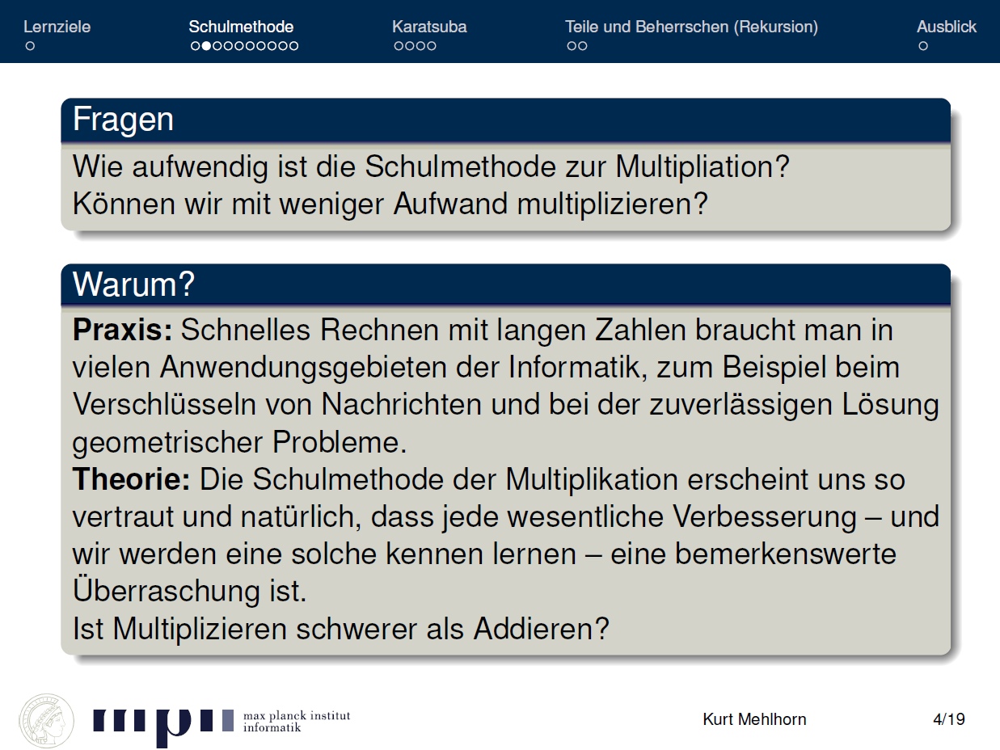 Lernziele
Schulmethode
Karatsuba
Teile und Beherrschen (Rekursion)
Ausblick
Fragen
Wie aufwendig ist die Schulmethode zur Multipliation?
Können wir mit weniger Aufwand multiplizieren?
Warum?
Praxis: Schnelles Rechnen mit langen Zahlen braucht man in
vielen Anwendungsgebieten der Informatik, zum Beispiel beim
Verschlüsseln von Nachrichten und bei der zuverlässigen Lösung
geometrischer Probleme.
Theorie: Die Schulmethode der Multiplikation erscheint uns so
vertraut und natürlich, dass jede wesentliche Verbesserung – und
wir werden eine solche kennen lernen – eine bemerkenswerte
Überraschung ist.
Ist Multiplizieren schwerer als Addieren?
mpii
max planck institut
informatik
Kurt Mehlhorn
4/19